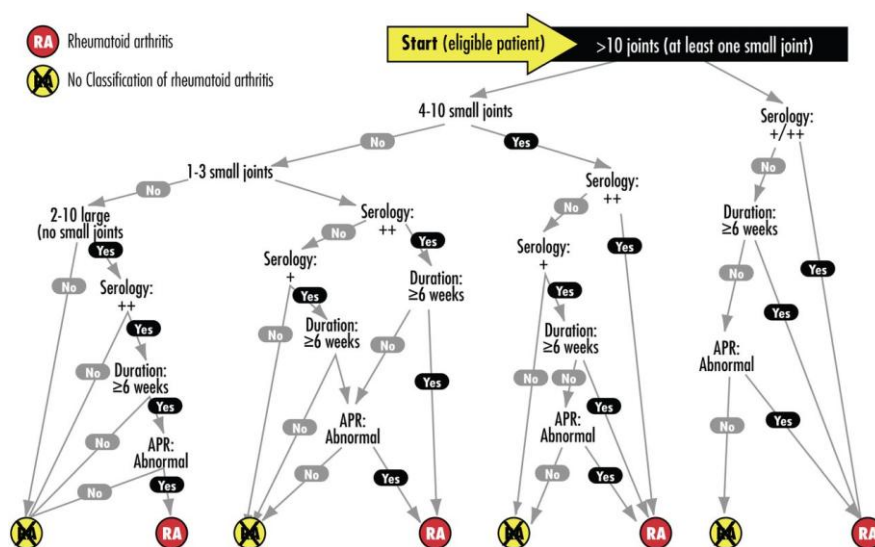 RA Rheumatoid arthritis
Start (eligible patient)
>10 joints (at least one small joint)
RA No Classification of rheumatoid arthritis
4-10 small joints
Serology:
+/++
No
Yes
1-3 small joints
No
No
Serology:
++
2-10 large
(no small joints
Serology:
++
No
Duration:
≥6 weeks
Yes
No
Yes
Serology:
+
Serology:
+
Duration:
≥6 weeks
No
Yes
No
Serology:
++
Yes
Yes
Duration:
≥6 weeks
No
Duration:
≥6 weeks
Yes
No
APR:
Abnormal
No
Duration:
≥6 weeks
No
No
Yes
No
Yes
Yes
APR:
Abnormal
Yes
APR:
Abnormal
No
Yes
No
No
APR:
Abnormal
No
Yes
No
Yes
No
Yes
RA
RA
RA
RA
RA
RA
RA
RA